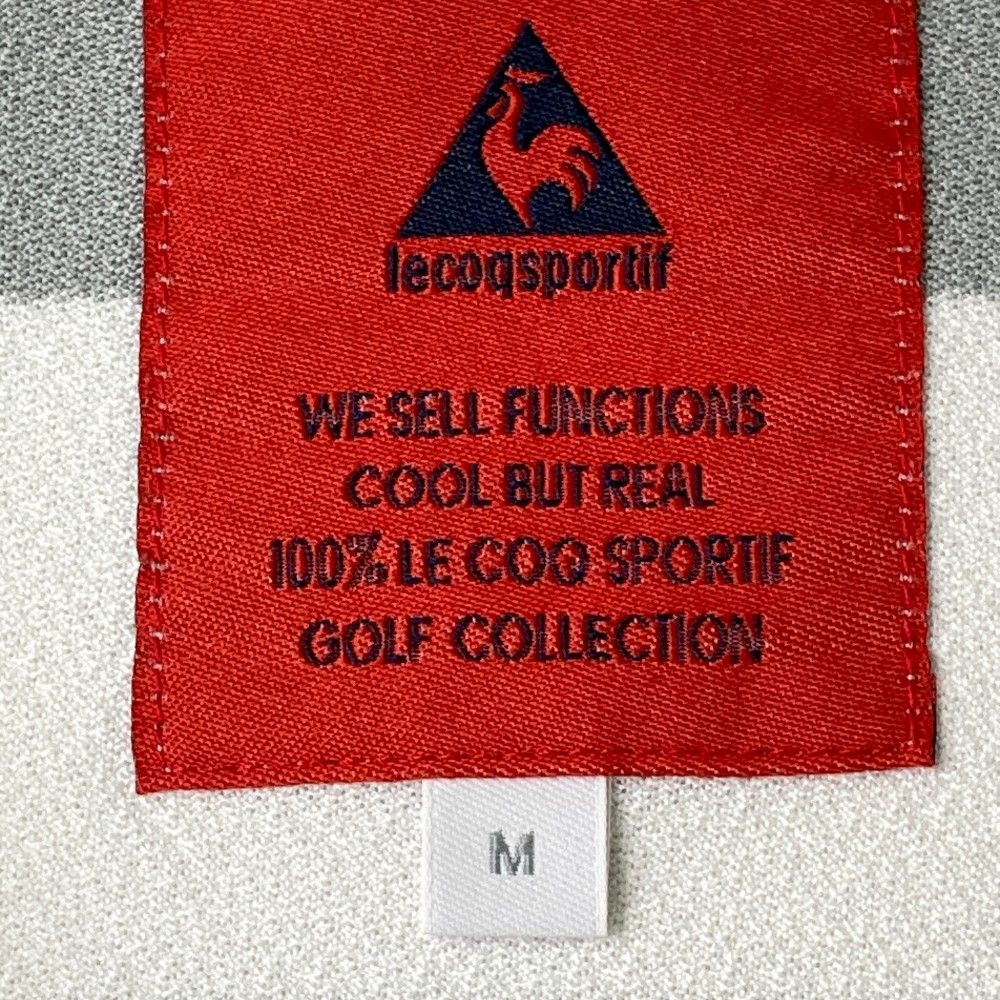 lecoqsportif
WE SELL FUNCTIONS
COOL BUT REAL
100% LE COQ SPORTIF
GOLF COLLECTION
M